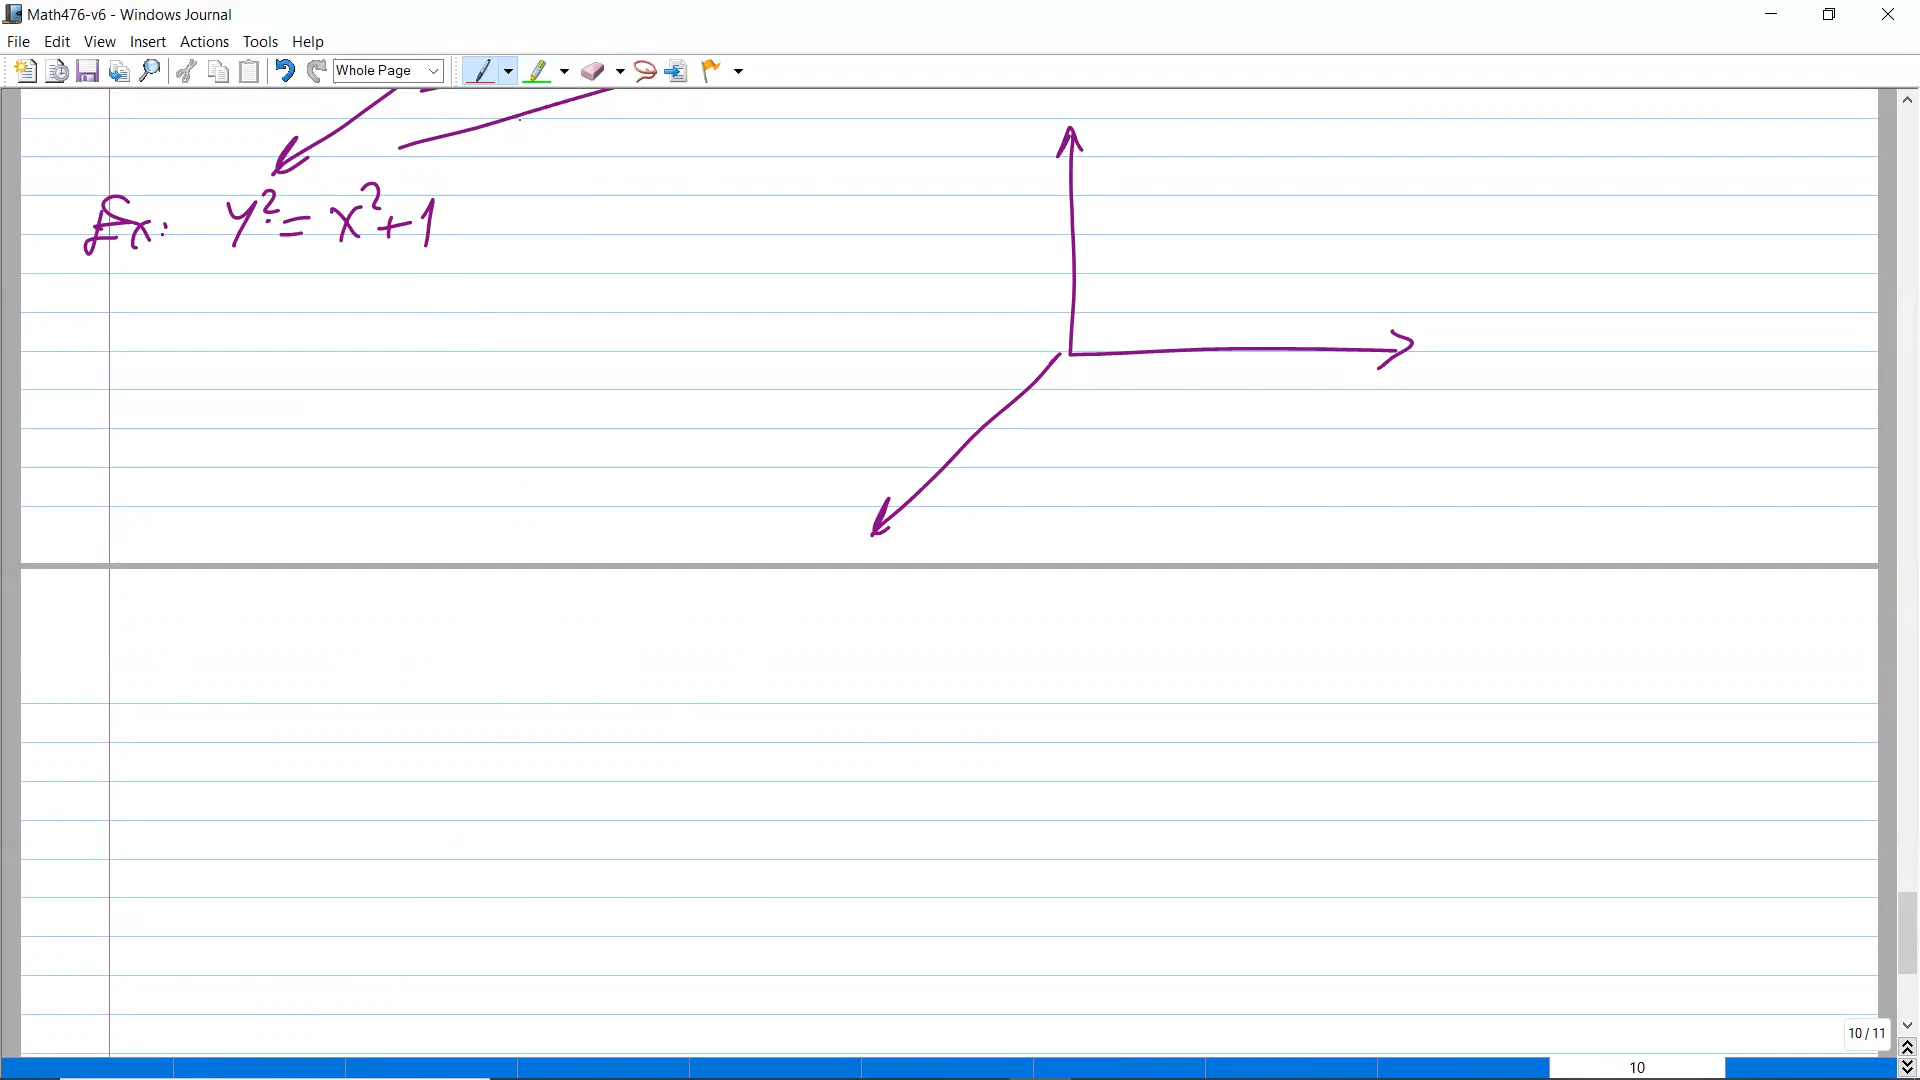 Math476-v6 - Windows Journal
File Edit View Insert Actions Tools Help
Whole Page
Ex: y² = x² + 1
10 / 11
10